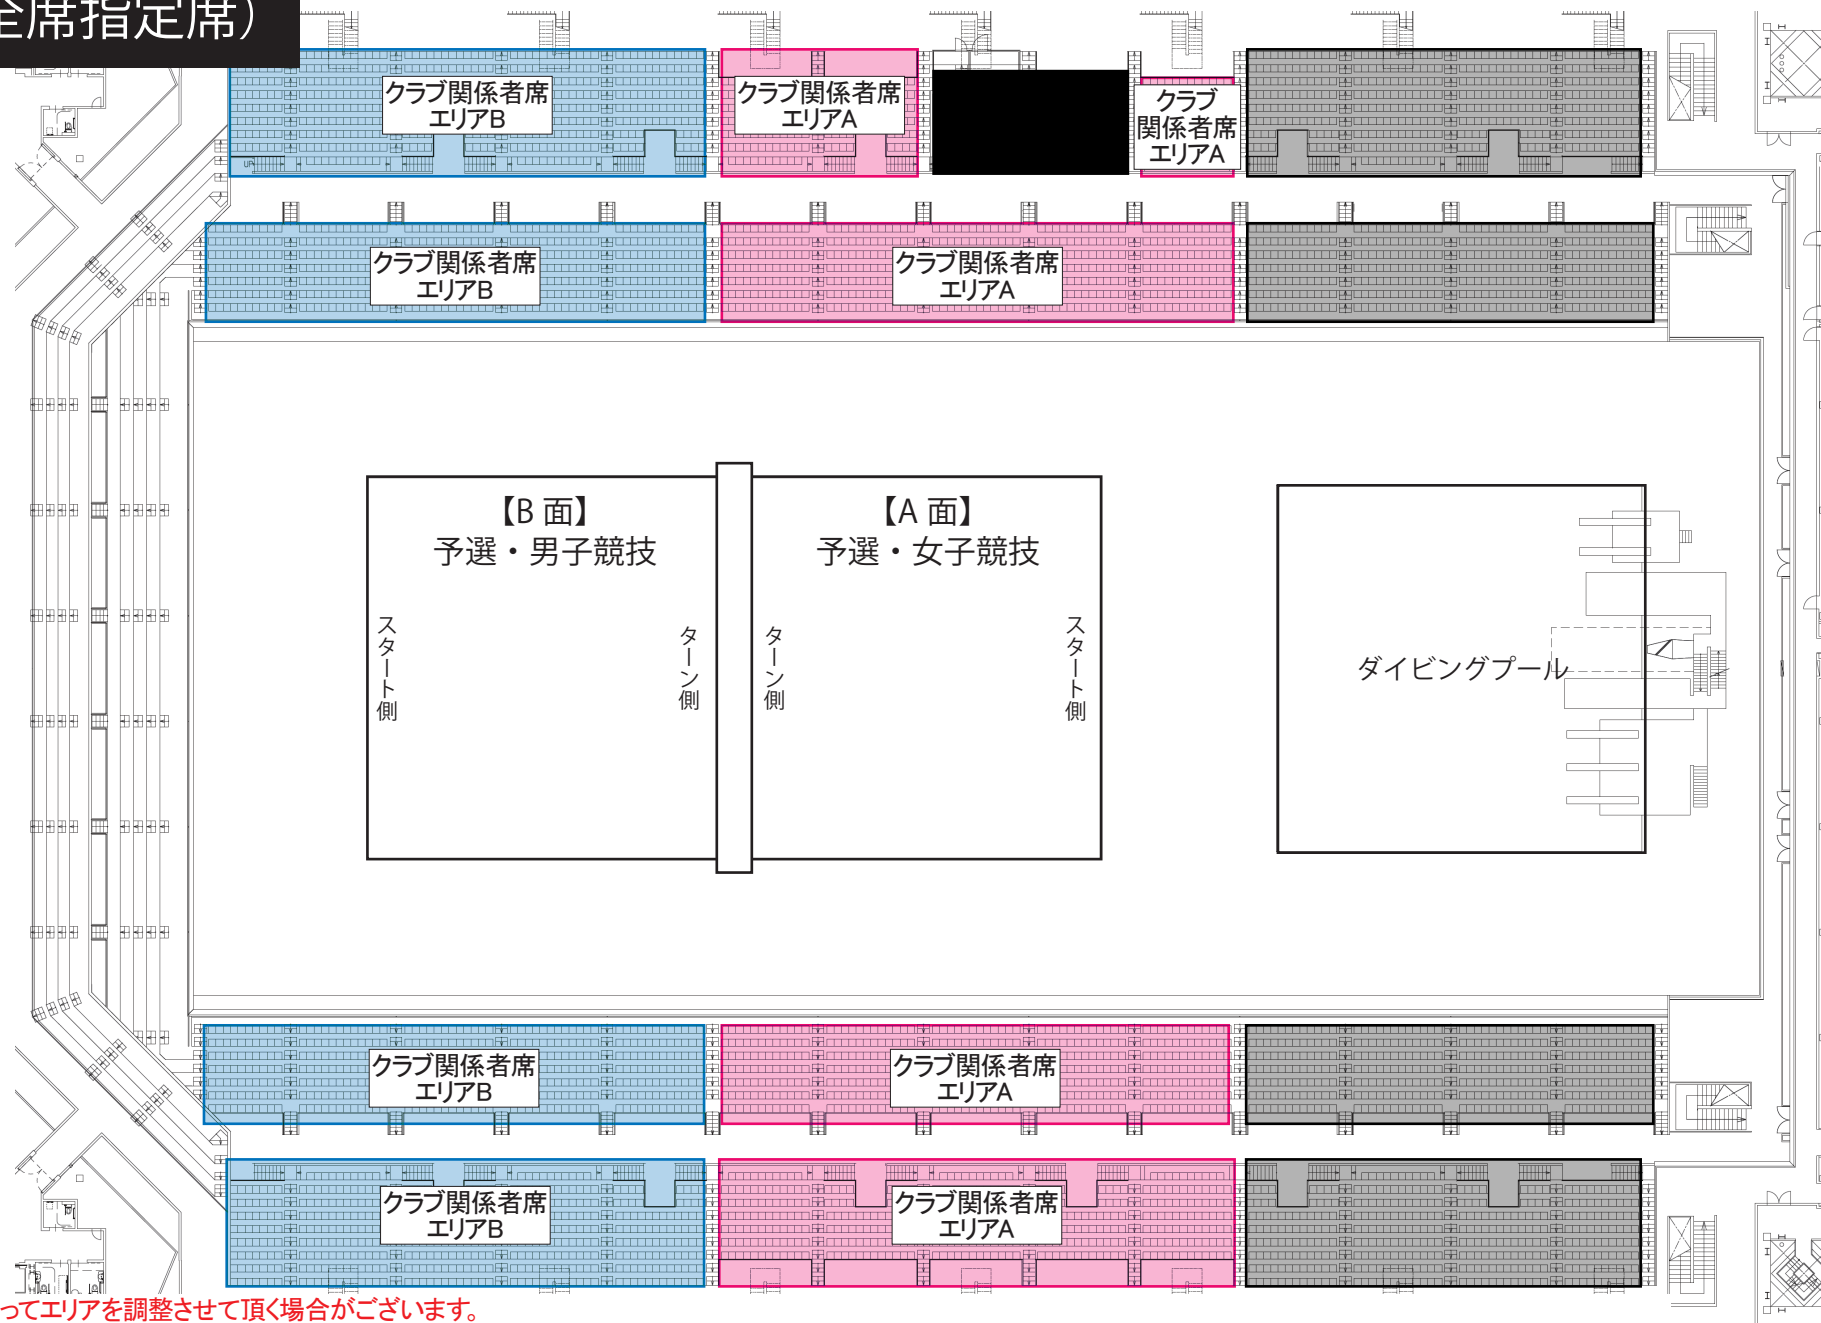 全席指定席）
クラブ関係者席
エリアB
クラブ関係者席
エリアA
クラブ
関係者席
エリアA
UP
クラブ関係者席
エリアB
クラブ関係者席
エリアA
【B 面】
予選・男子競技
【A 面】
予選・女子競技
スタート側
ターン側
ターン側
スタート側
ダイビングプール
クラブ関係者席
エリアB
クラブ関係者席
エリアA
クラブ関係者席
エリアB
クラブ関係者席
エリアA
ってエリアを調整させて頂く場合がございます。